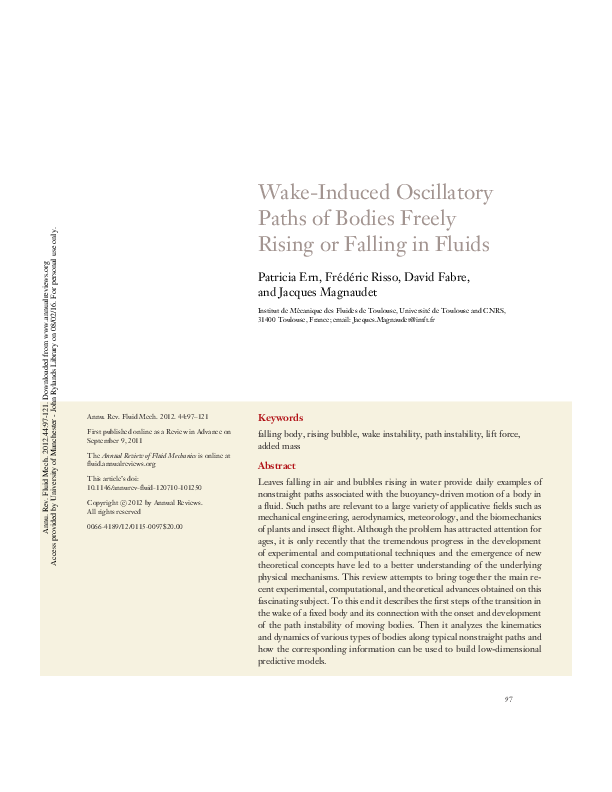 Wake-Induced Oscillatory
Paths of Bodies Freely
Rising or Falling in Fluids
Patricia Ern, Frédéric Risso, David Fabre,
and Jacques Magnaudet
Institut de Mécanique des Fluides de Toulouse, Université de Toulouse and CNRS,
31400 Toulouse, France; email: Jacques.Magnaudet@imft.fr
Annu. Rev. Fluid Mech. 2012.44:97-121. Downloaded from www.annualreviews.org
Access provided by University of Manchester - John Rylands Library on 08/02/16. For personal use only.
Annu. Rev. Fluid Mech. 2012. 44:97–121
First published online as a Review in Advance on
September 9, 2011
The Annual Review of Fluid Mechanics is online at
fluid.annualreviews.org
This article's doi:
10.1146/annurev-fluid-120710-101250
Copyright © 2012 by Annual Reviews.
All rights reserved
0066-4189/12/0115-0097$20.00
Keywords
falling body, rising bubble, wake instability, path instability, lift force,
added mass
Abstract
Leaves falling in air and bubbles rising in water provide daily examples of
nonstraight paths associated with the buoyancy-driven motion of a body in
a fluid. Such paths are relevant to a large variety of applicative fields such as
mechanical engineering, aerodynamics, meteorology, and the biomechanics
of plants and insect flight. Although the problem has attracted attention for
ages, it is only recently that the tremendous progress in the development
of experimental and computational techniques and the emergence of new
theoretical concepts have led to a better understanding of the underlying
physical mechanisms. This review attempts to bring together the main re-
cent experimental, computational, and theoretical advances obtained on this
fascinating subject. To this end it describes the first steps of the transition in
the wake of a fixed body and its connection with the onset and development
of the path instability of moving bodies. Then it analyzes the kinematics
and dynamics of various types of bodies along typical nonstraight paths and
how the corresponding information can be used to build low-dimensional
predictive models.
97